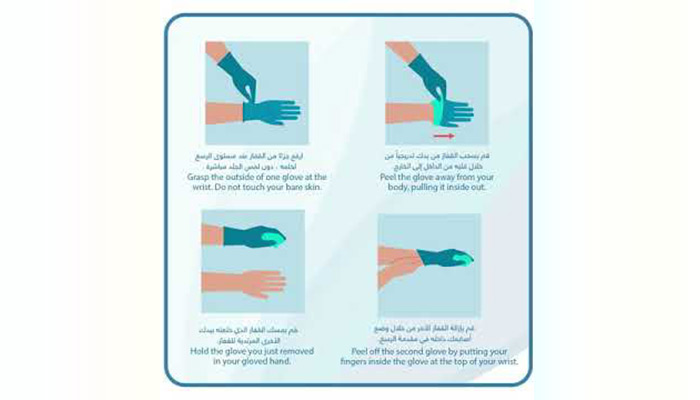 ارفع جزءًا من القفاز عند مستوى الرسغ
لخلعه ، دون لمس الجلد مباشرة .
Grasp the outside of one glove at the
wrist. Do not touch your bare skin.
قم بسحب القفاز من يدك تدريجياً من
خلال قلبه من الداخل إلى الخارج.
Peel the glove away from your
body, pulling it inside out.
قم بمسك القفاز الذي خلعته بيدك
الأخرى المرتدية للقفاز.
Hold the glove you just removed
in your gloved hand.
قم بإزالة القفاز الآخر من خلال وضع
أصابعك داخله في مقدمة الرسغ.
Peel off the second glove by putting your
fingers inside the glove at the top of your wrist.